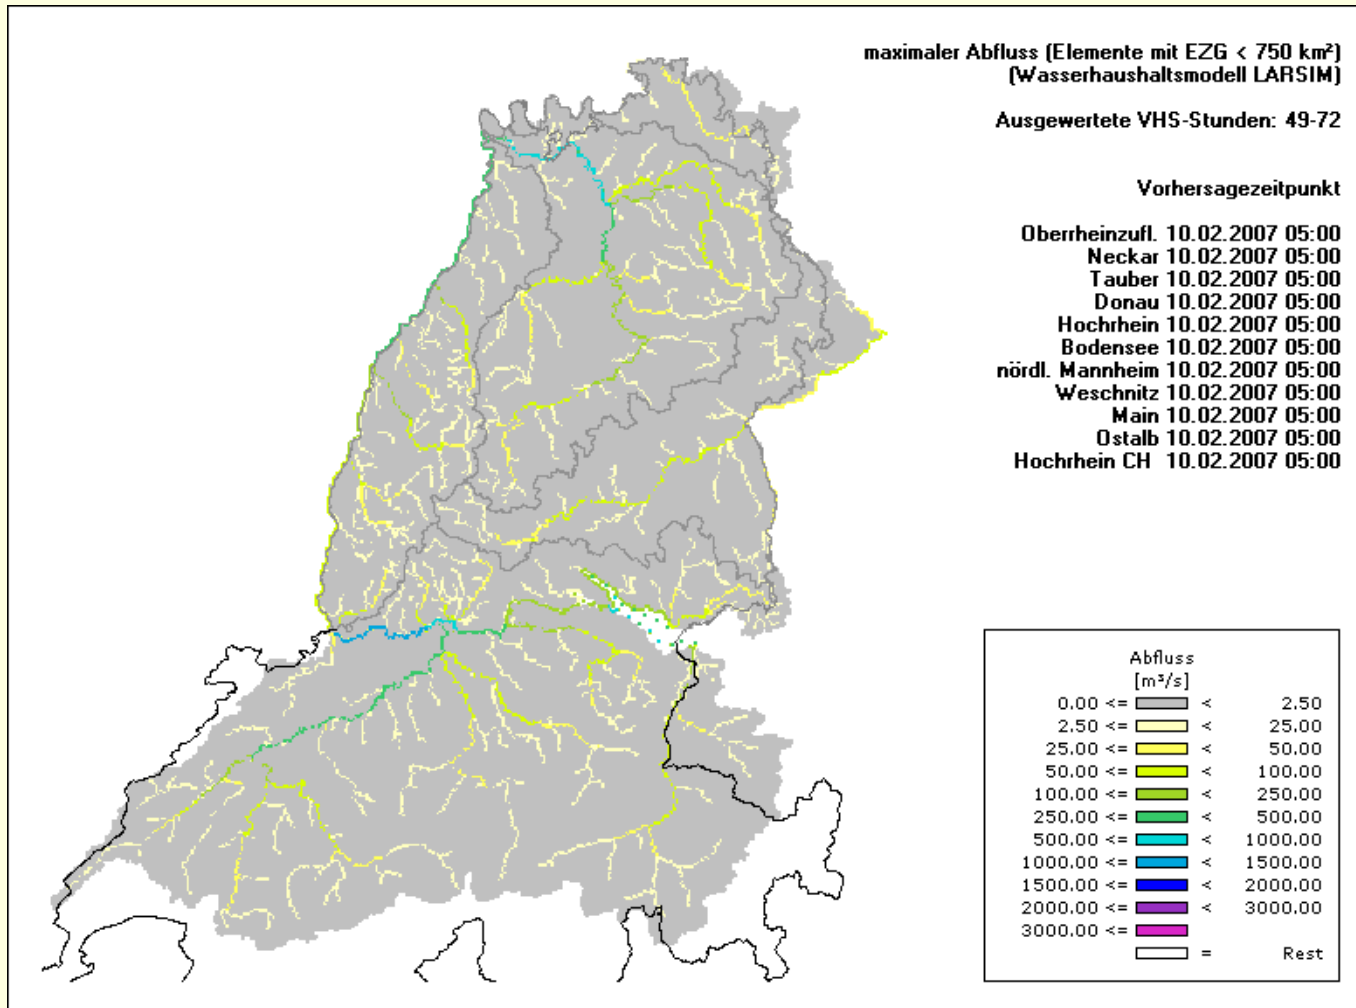 maximaler Abfluss (Elemente mit EZG < 750 km²)
(Wasserhaushaltsmodell LARSIM)
Ausgewertete VHS-Stunden: 49-72
Vorhersagezeitpunkt
Oberrheinzufl. 10.02.2007 05:00
Neckar 10.02.2007 05:00
Tauber 10.02.2007 05:00
Donau 10.02.2007 05:00
Hochrhein 10.02.2007 05:00
Bodensee 10.02.2007 05:00
nördl. Mannheim 10.02.2007 05:00
Weschnitz 10.02.2007 05:00
Main 10.02.2007 05:00
Ostalb 10.02.2007 05:00
Hochrhein CH 10.02.2007 05:00
Abfluss
[m³/s]
0.00 <= < 2.50
2.50 <= < 25.00
25.00 <= < 50.00
50.00 <= < 100.00
100.00 <= < 250.00
250.00 <= < 500.00
500.00 <= < 1000.00
1000.00 <= < 1500.00
1500.00 <= < 2000.00
2000.00 <= < 3000.00
3000.00 <=
= Rest